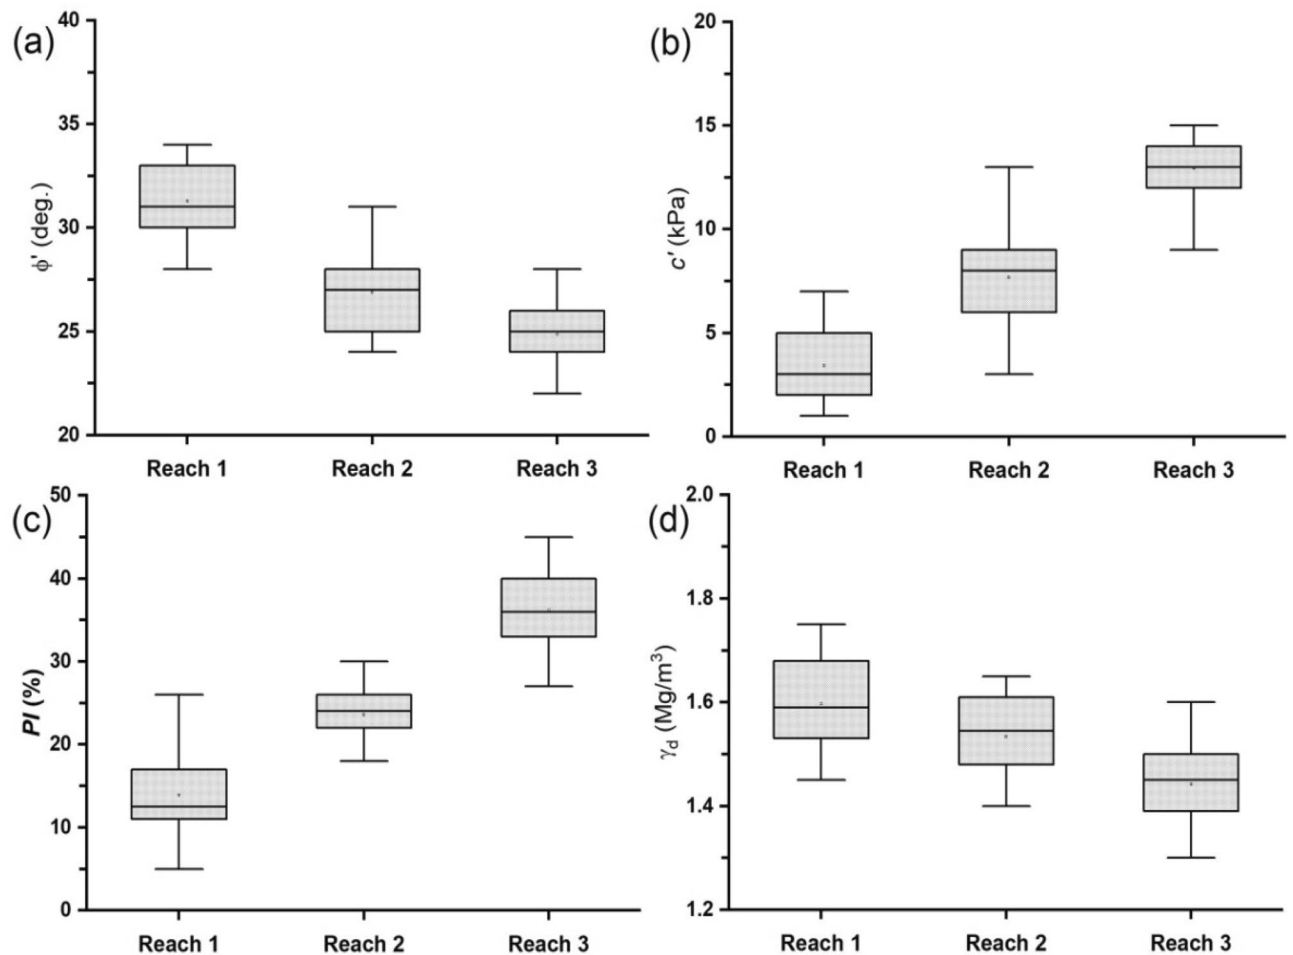 (a)
40
35
30
25
20
ϕ' (deg.)
Reach 1 Reach 2 Reach 3
(b)
20
15
10
5
0
c' (kPa)
Reach 1 Reach 2 Reach 3
(c)
50
40
30
20
10
0
PI (%)
Reach 1 Reach 2 Reach 3
(d)
2.0
1.8
1.6
1.4
1.2
γd (Mg/m³)
Reach 1 Reach 2 Reach 3